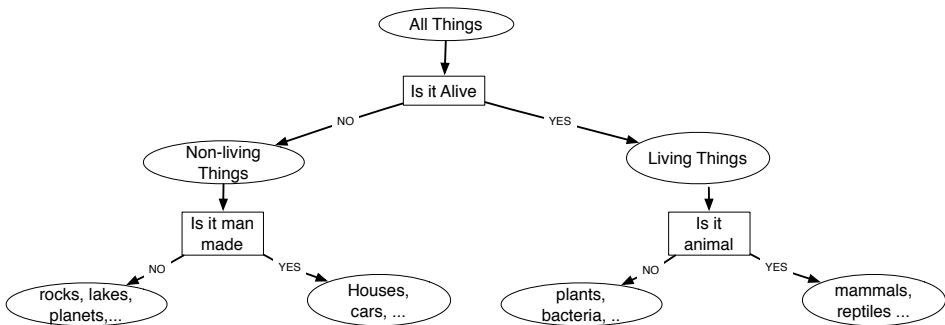 All Things
Is it Alive
NO
YES
Non-living
Things
Living Things
Is it man
made
Is it
animal
NO
YES
NO
YES
rocks, lakes,
planets,...
Houses,
cars, ...
plants,
bacteria, ..
mammals,
reptiles ...